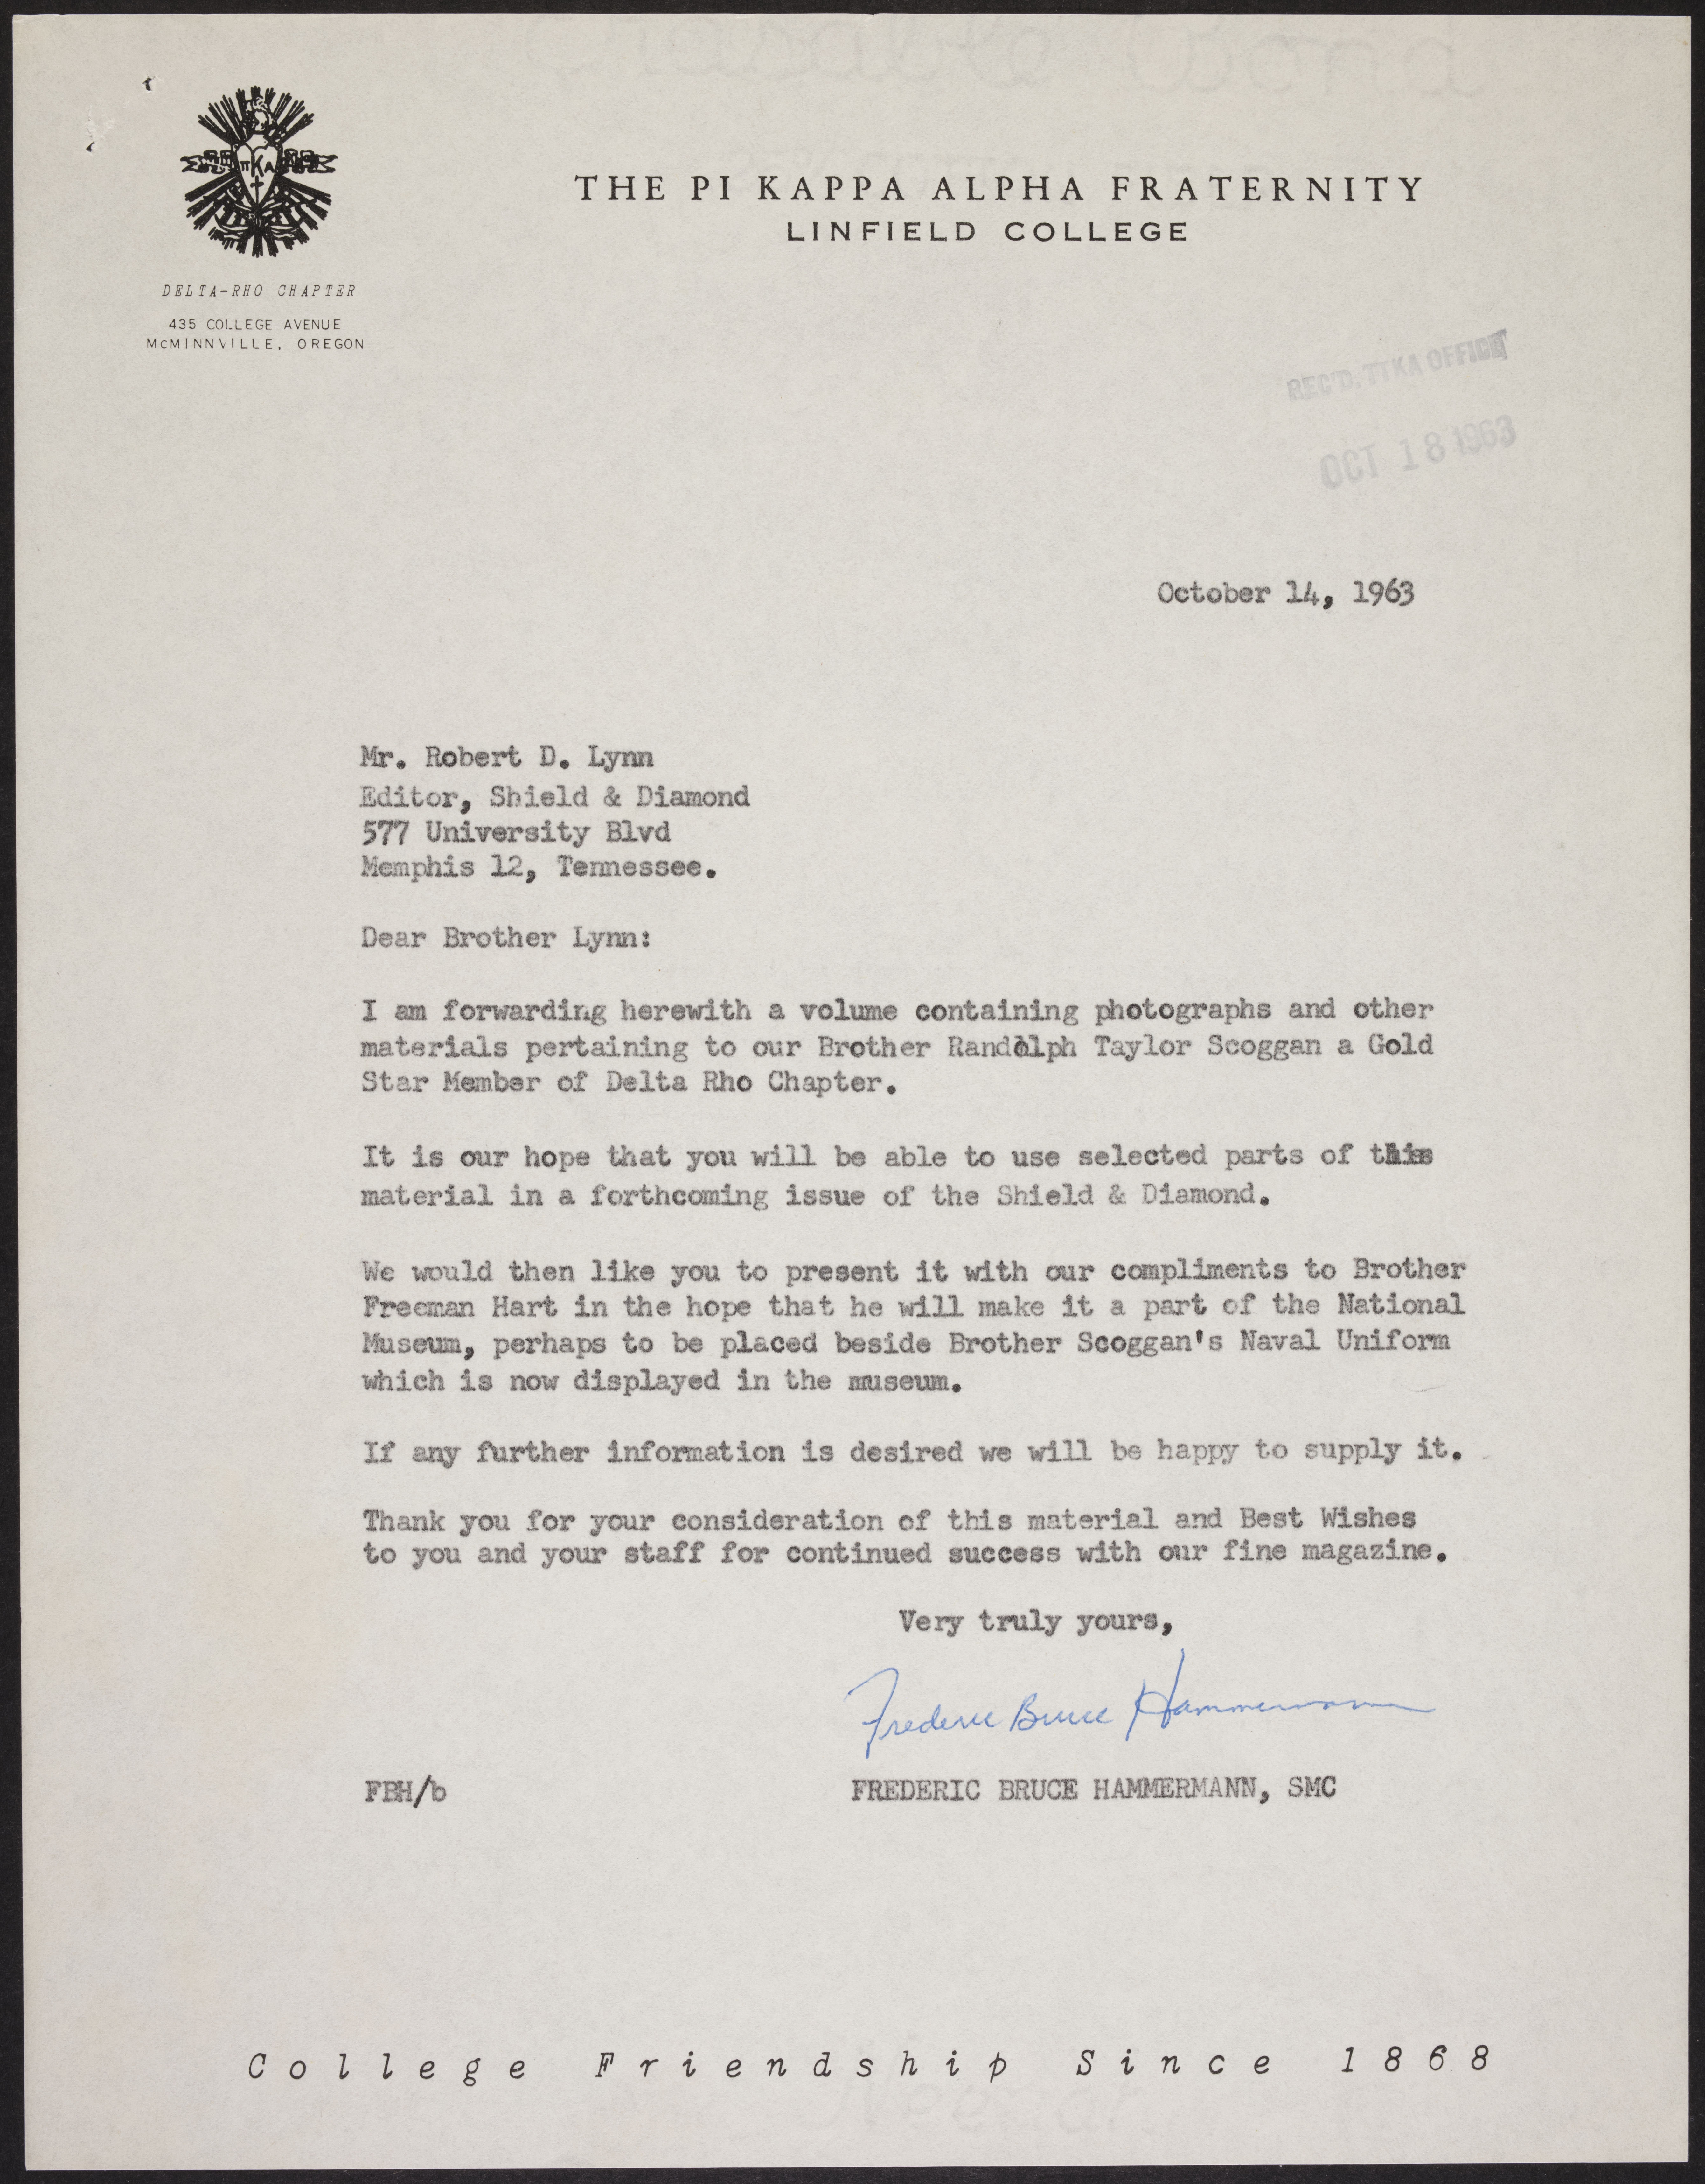 ΠKA
THE PI KAPPA ALPHA FRATERNITY
LINFIELD COLLEGE
DELTA-RHO CHAPTER
435 COLLEGE AVENUE
McMINNVILLE, OREGON
REC'D. ΠKA OFFICE
OCT 18 1963
October 14, 1963
Mr. Robert D. Lynn
Editor, Shield & Diamond
577 University Blvd
Memphis 12, Tennessee.
Dear Brother Lynn:
I am forwarding herewith a volume containing photographs and other
materials pertaining to our Brother Randolph Taylor Scoggan a Gold
Star Member of Delta Rho Chapter.
It is our hope that you will be able to use selected parts of this
material in a forthcoming issue of the Shield & Diamond.
We would then like you to present it with our compliments to Brother
Freeman Hart in the hope that he will make it a part of the National
Museum, perhaps to be placed beside Brother Scoggan's Naval Uniform
which is now displayed in the museum.
If any further information is desired we will be happy to supply it.
Thank you for your consideration of this material and Best Wishes
to you and your staff for continued success with our fine magazine.
Very truly yours,
Frederic Bruce Hammermann
FBH/b FREDERIC BRUCE HAMMERMANN, SMC
College Friendship Since 1868